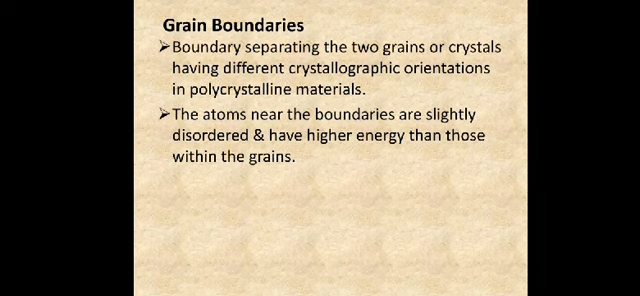 Grain Boundaries
➢Boundary separating the two grains or crystals
having different crystallographic orientations
in polycrystalline materials.
➢The atoms near the boundaries are slightly
disordered & have higher energy than those
within the grains.